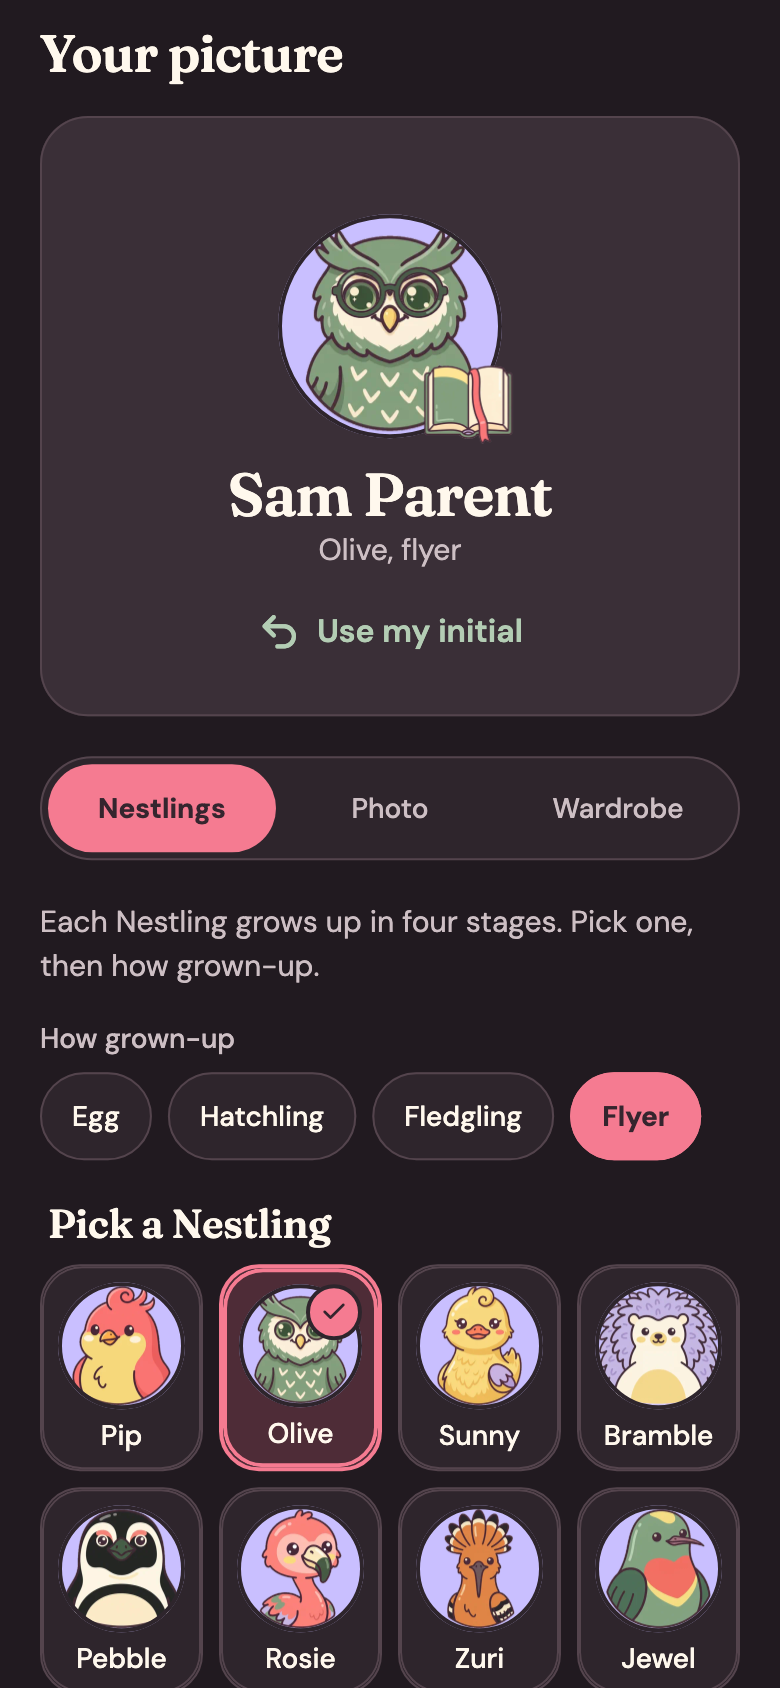 Your picture
Sam Parent
Olive, flyer
Use my initial
Nestlings
Photo
Wardrobe
Each Nestling grows up in four stages. Pick one,
then how grown-up.
How grown-up
Egg
Hatchling
Fledgling
Flyer
Pick a Nestling
Pip
Olive
Sunny
Bramble
Pebble
Rosie
Zuri
Jewel